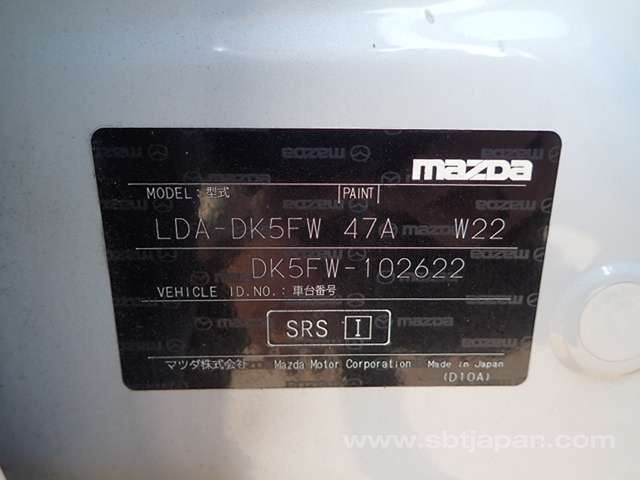 mazda
MODEL:型式 PAINT
LDA-DK5FW 47A W22
DK5FW-102622
VEHICLE ID.NO.:車台番号
SRS I
マツダ株式会社.. Mazda Motor Corporation Made in Japan
(D10A)
www.sbtjapan.com